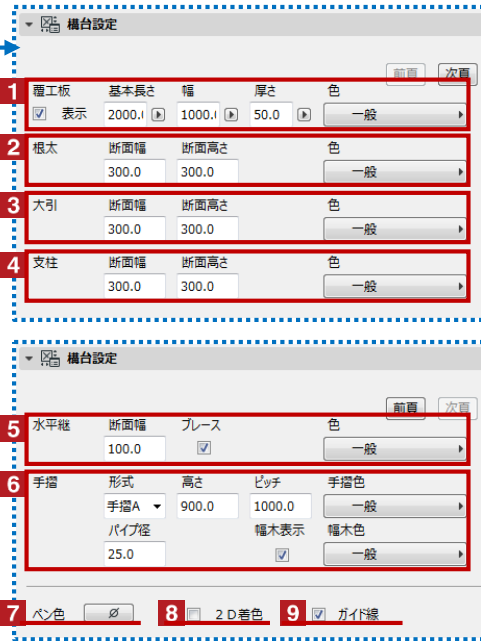 構台設定
前頁 次頁
1 覆工板 基本長さ 幅 厚さ 色
表示 2000.( 1000.( 50.0 一般
2 根太 断面幅 断面高さ 色
300.0 300.0 一般
3 大引 断面幅 断面高さ 色
300.0 300.0 一般
4 支柱 断面幅 断面高さ 色
300.0 300.0 一般
構台設定
前頁 次頁
5 水平継 断面幅 ブレース 色
100.0 一般
6 手摺 形式 高さ ピッチ 手摺色
手摺A 900.0 1000.0 一般
パイプ径 幅木表示 幅木色
25.0 一般
7 ペン色 Ø 8 2D着色 9 ガイド線